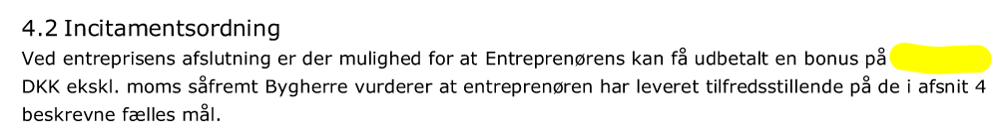 4.2 Incitamentsordning
Ved entreprisens afslutning er der mulighed for at Entreprenørens kan få udbetalt en bonus på
DKK ekskl. moms såfremt Bygherre vurderer at entreprenøren har leveret tilfredsstillende på de i afsnit 4
beskrevne fælles mål.